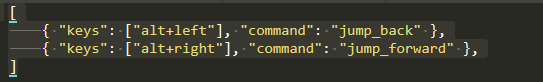 [
    { "keys": ["alt+left"], "command": "jump_back" },
    { "keys": ["alt+right"], "command": "jump_forward" },
]